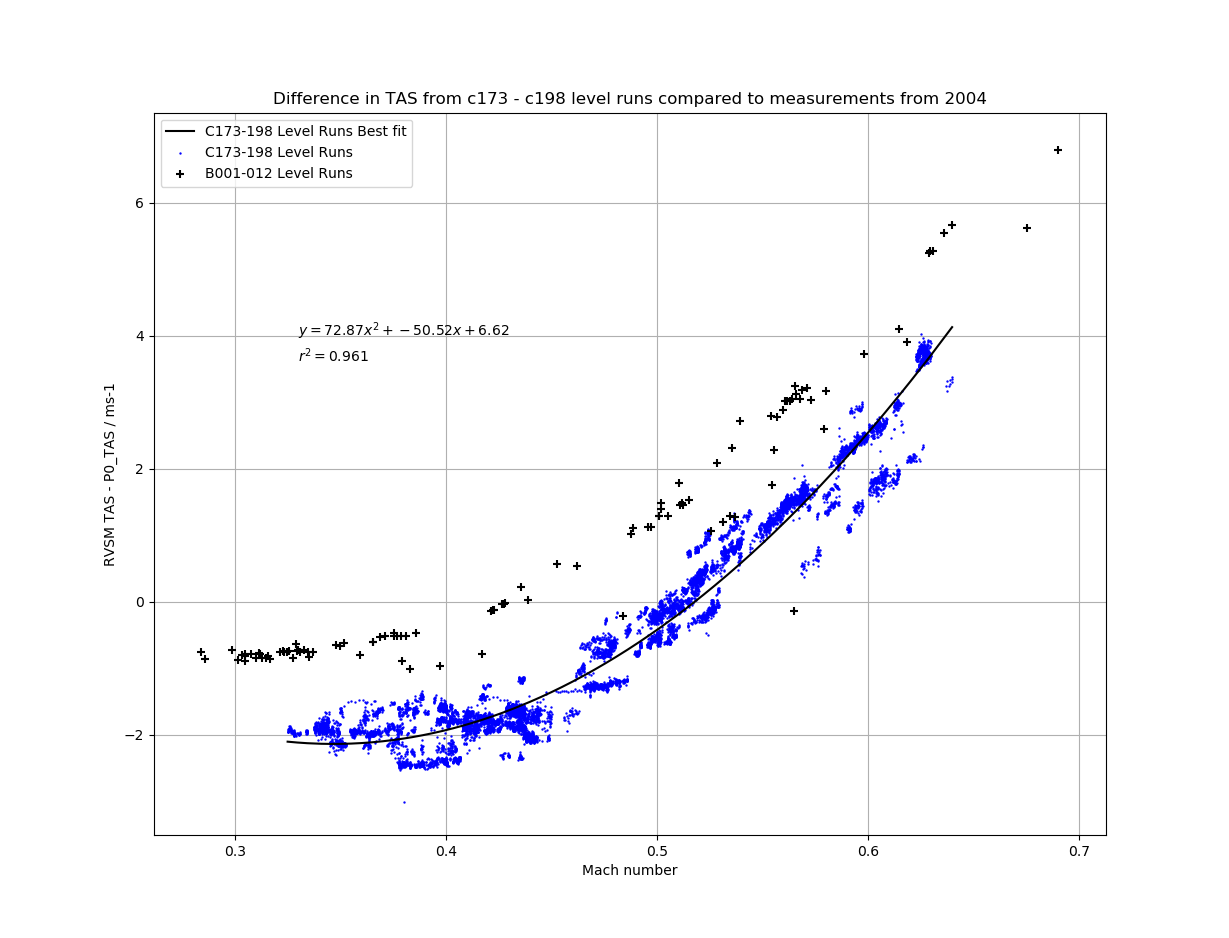 Difference in TAS from c173 - c198 level runs compared to measurements from 2004
C173-198 Level Runs Best fit
C173-198 Level Runs
B001-012 Level Runs
6
4
2
0
−2
y = 72.87x² + −50.52x + 6.62
r² = 0.961
RVSM TAS - P0_TAS / ms-1
0.3 0.4 0.5 0.6 0.7
Mach number